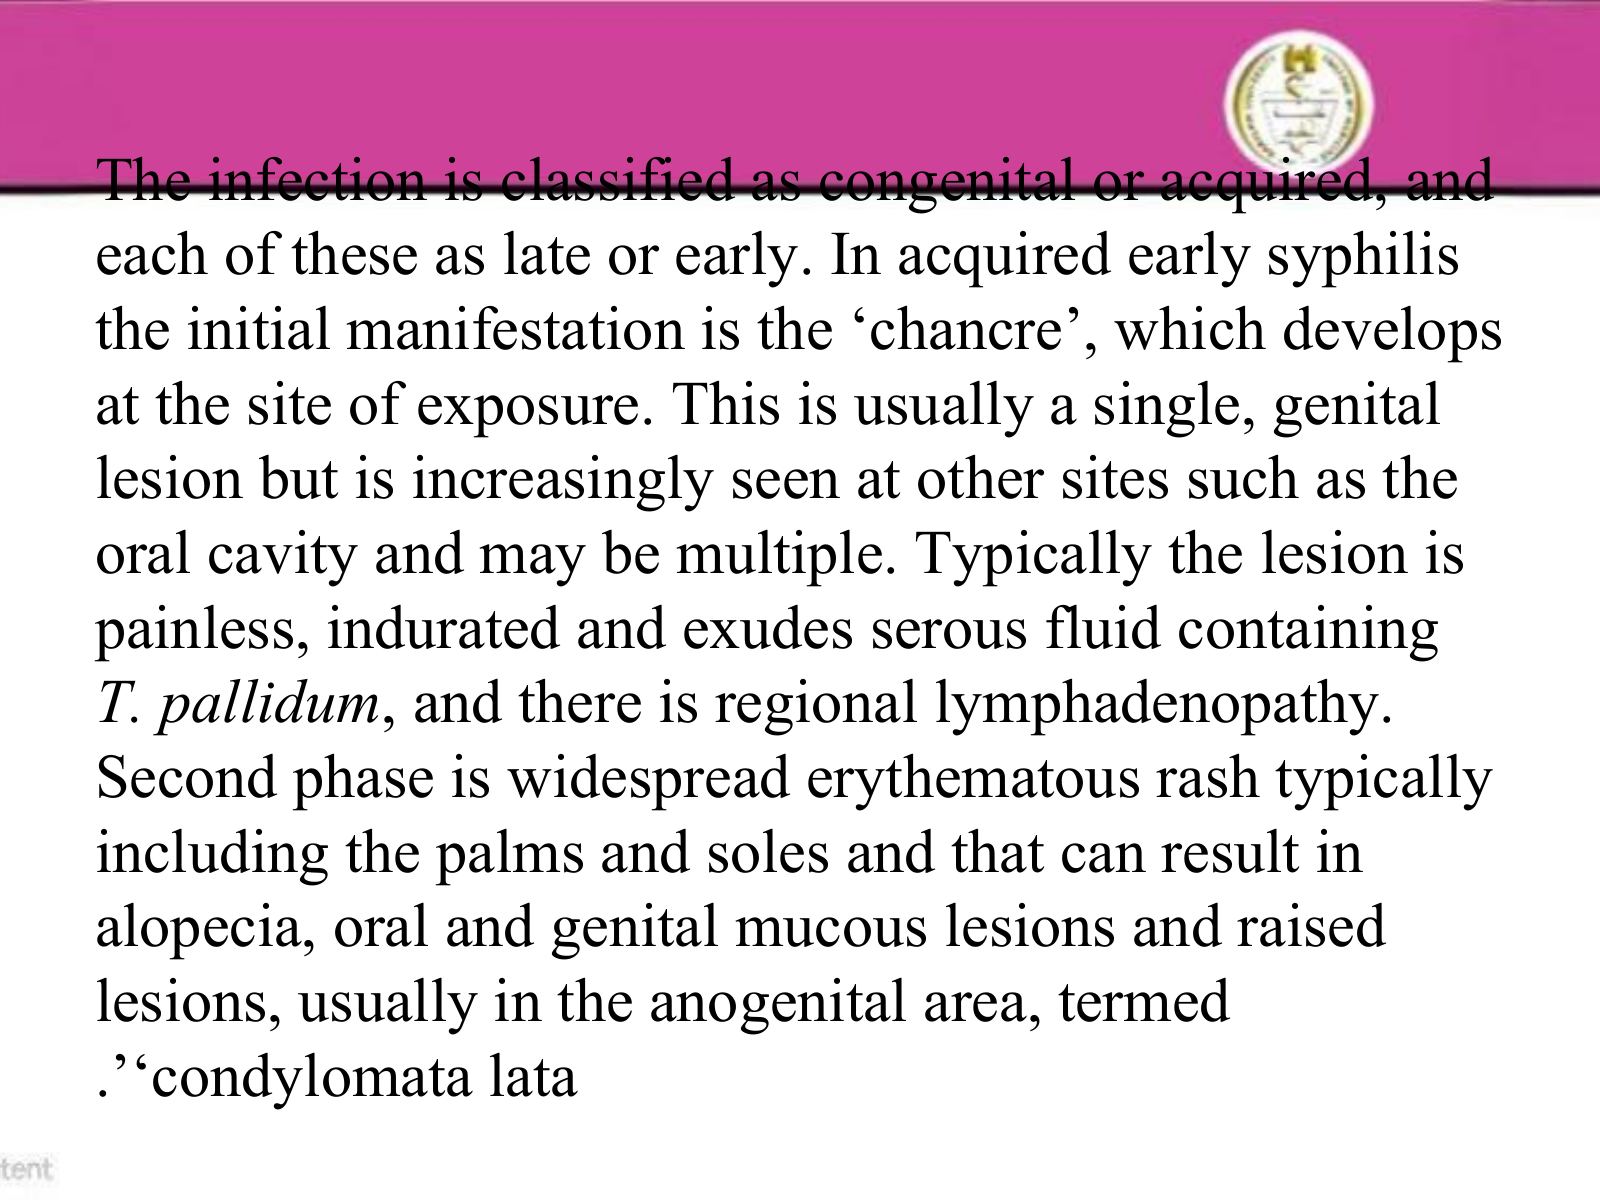 The infection is classified as congenital or acquired, and
each of these as late or early. In acquired early syphilis
the initial manifestation is the ‘chancre’, which develops
at the site of exposure. This is usually a single, genital
lesion but is increasingly seen at other sites such as the
oral cavity and may be multiple. Typically the lesion is
painless, indurated and exudes serous fluid containing
T. pallidum, and there is regional lymphadenopathy.
Second phase is widespread erythematous rash typically
including the palms and soles and that can result in
alopecia, oral and genital mucous lesions and raised
lesions, usually in the anogenital area, termed
.’‘condylomata lata
tent